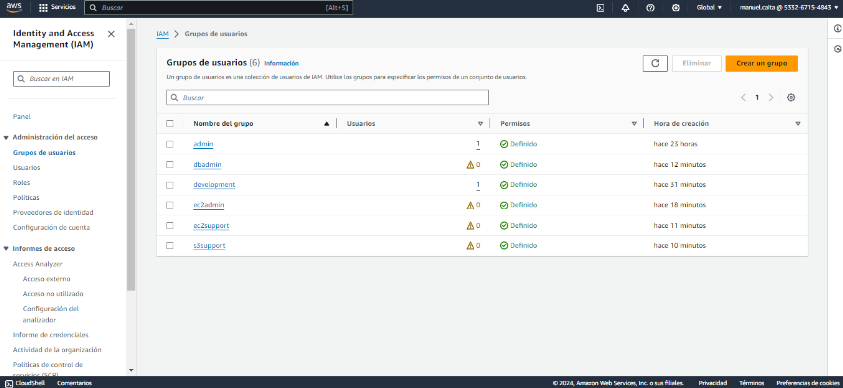 aws Servicios Buscar [Alt+S] Global manuel.calta @ 5332-6715-4843
Identity and Access
Management (IAM)
Buscar en IAM
Panel
Administración del acceso
Grupos de usuarios
Usuarios
Roles
Políticas
Proveedores de identidad
Configuración de cuenta
Informes de acceso
Access Analyzer
Acceso externo
Acceso no utilizado
Configuración del
analizador
Informe de credenciales
Actividad de la organización
Políticas de control de
servicios (SCP)
IAM > Grupos de usuarios
Grupos de usuarios (6) Información
Eliminar Crear un grupo
Un grupo de usuarios es una colección de usuarios de IAM. Utilice los grupos para especificar los permisos de un conjunto de usuarios.
Buscar
1
Nombre del grupo Usuarios Permisos Hora de creación
admin 1 Definido hace 23 horas
dbadmin 0 Definido hace 12 minutos
development 1 Definido hace 31 minutos
ec2admin 0 Definido hace 18 minutos
ec2support 0 Definido hace 11 minutos
s3support 0 Definido hace 10 minutos
CloudShell Comentarios © 2024, Amazon Web Services, Inc. o sus filiales. Privacidad Términos Preferencias de cookies